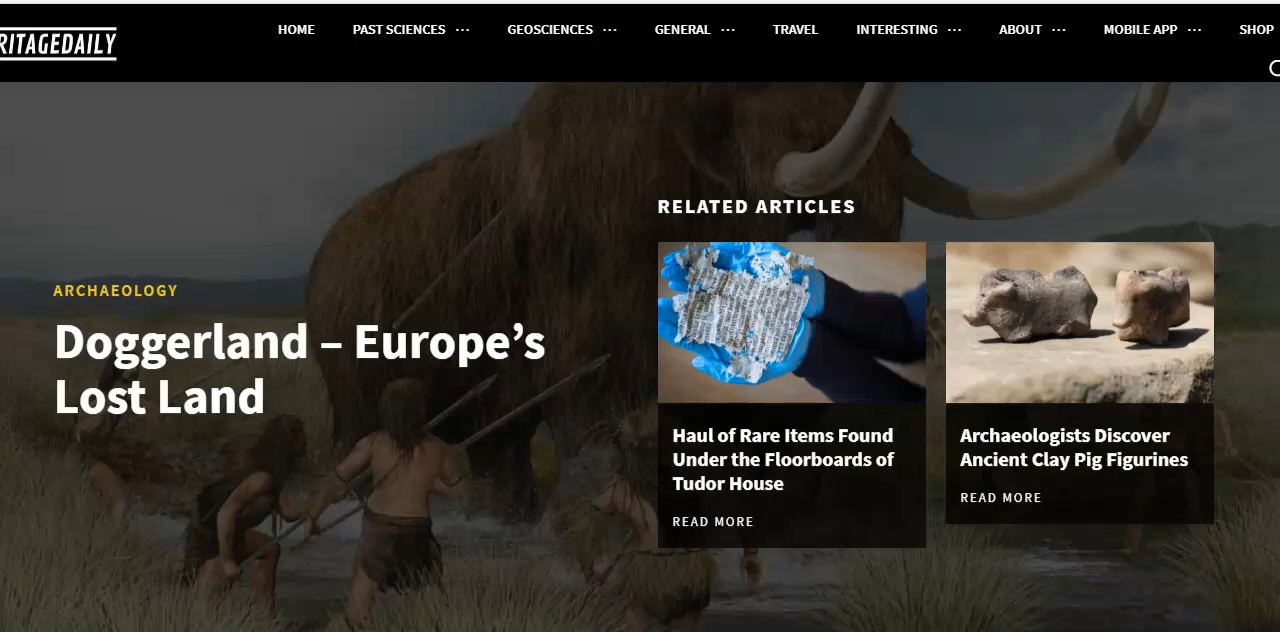 RITAGEDAILY
HOME PAST SCIENCES ··· GEOSCIENCES ··· GENERAL ··· TRAVEL INTERESTING ··· ABOUT ··· MOBILE APP ··· SHOP
ARCHAEOLOGY
Doggerland – Europe’s
Lost Land
RELATED ARTICLES
Haul of Rare Items Found
Under the Floorboards of
Tudor House
READ MORE
Archaeologists Discover
Ancient Clay Pig Figurines
READ MORE